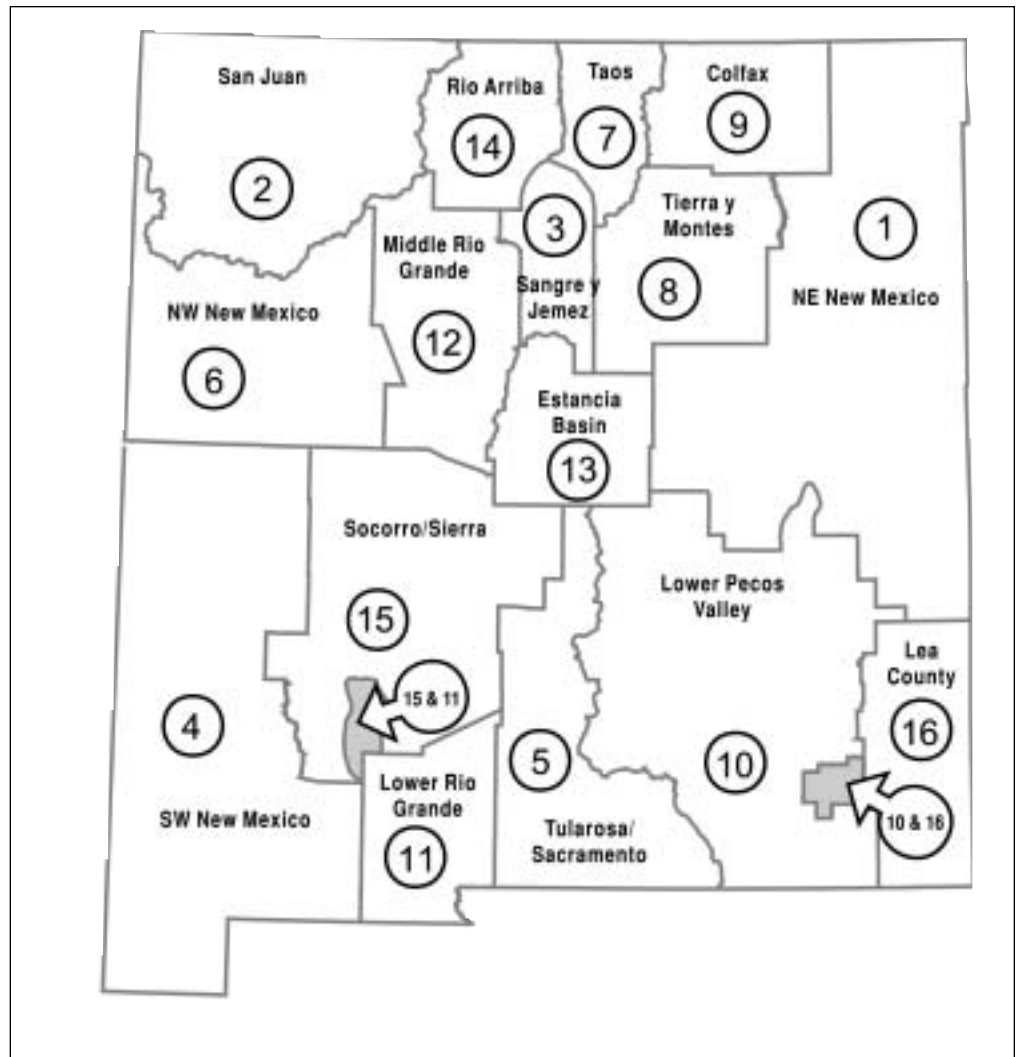 San Juan
2
Rio Arriba
14
Taos
7
Colfax
9
3
Sangre y
Jemez
Tierra y
Montes
8
1
NE New Mexico
Middle Rio
Grande
12
NW New Mexico
6
Estancia
Basin
13
Socorro/Sierra
15
15 & 11
Lower Pecos
Valley
10
Lea
County
16
10 & 16
4
SW New Mexico
Lower Rio
Grande
11
5
Tularosa/
Sacramento